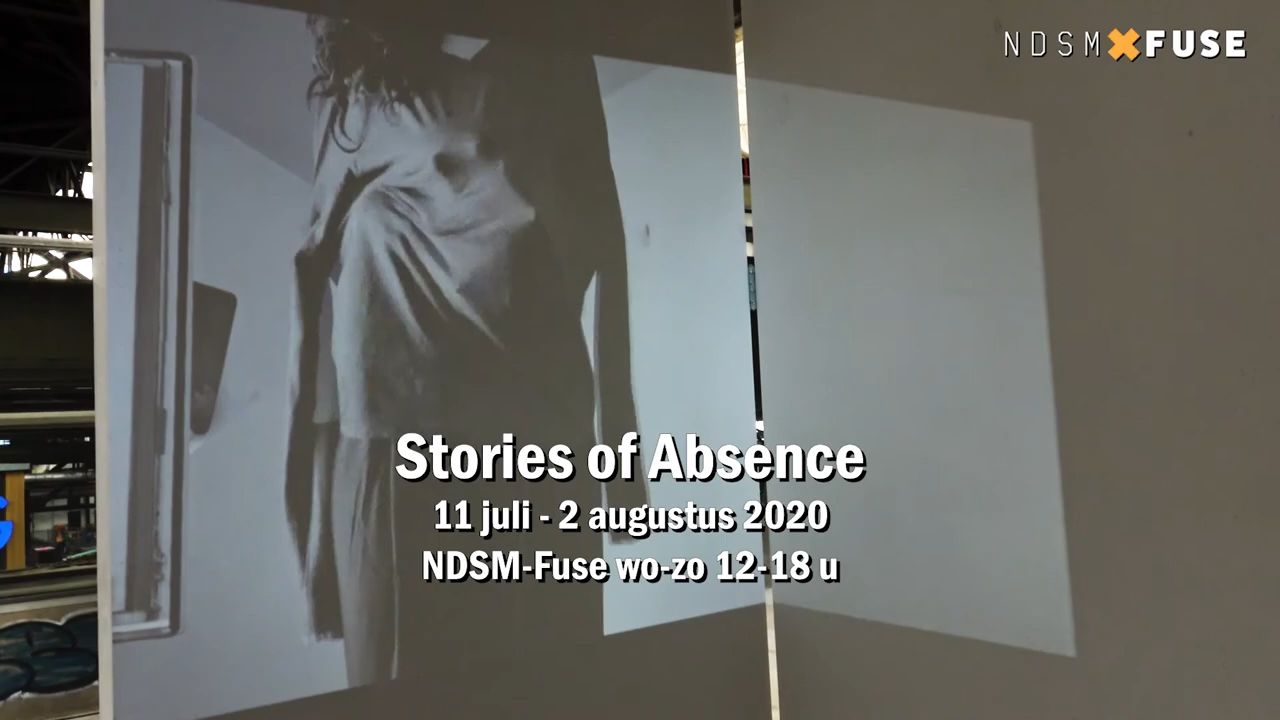 NDSM FUSE
Stories of Absence
11 juli - 2 augustus 2020
NDSM-Fuse wo-zo 12-18 u